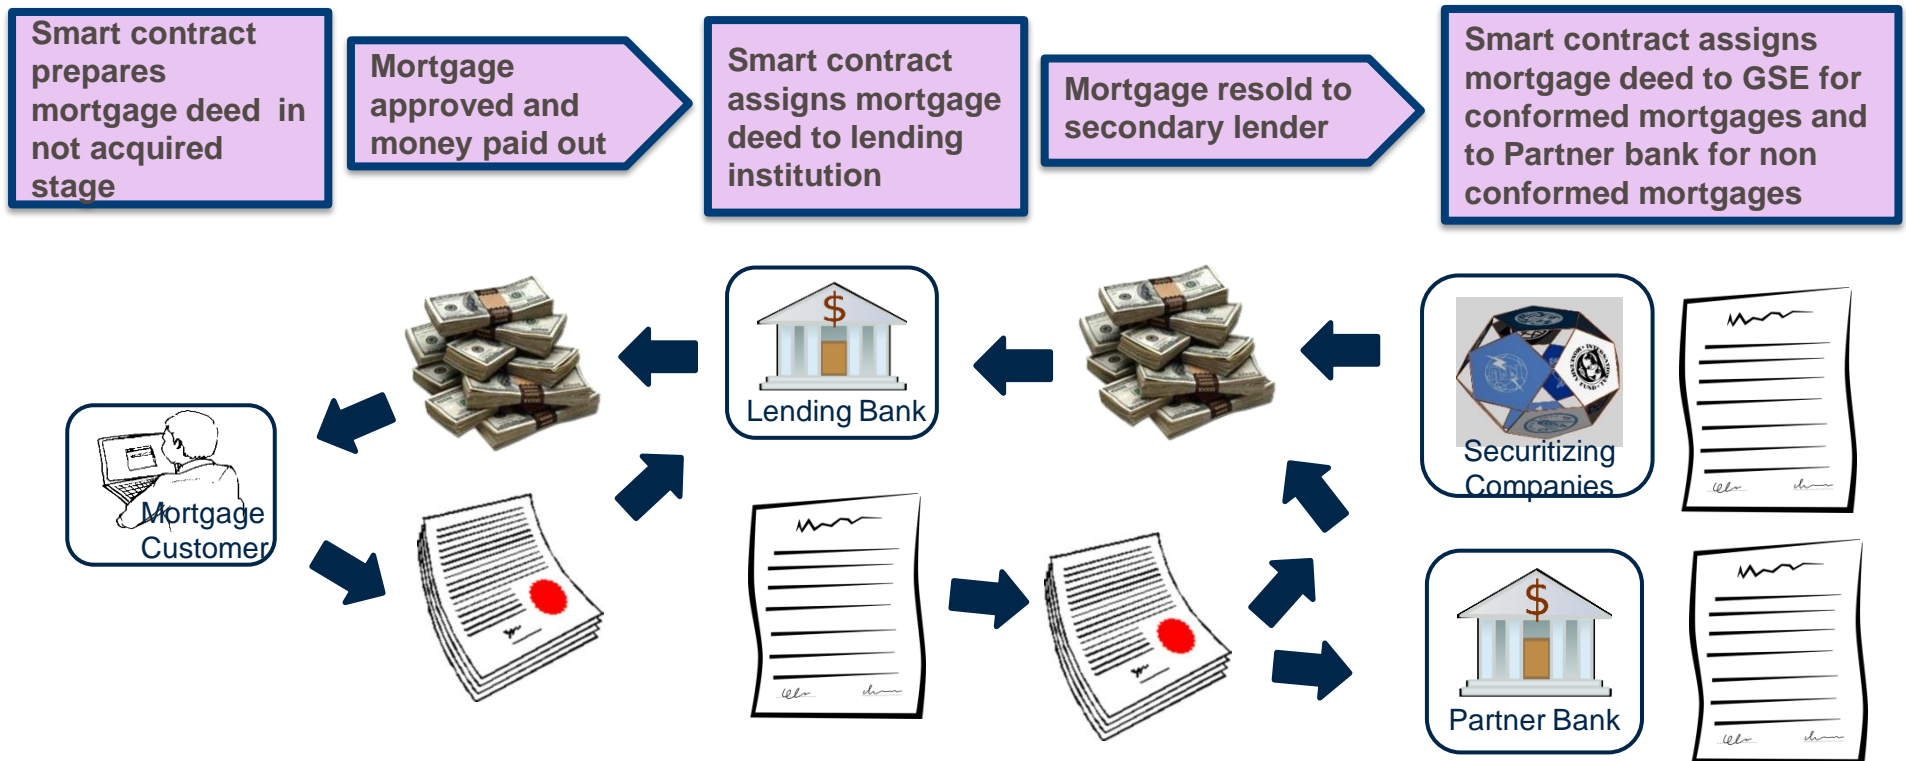 Smart contract
prepares
mortgage deed in
not acquired
stage
Mortgage
approved and
money paid out
Smart contract
assigns mortgage
deed to lending
institution
Mortgage resold to
secondary lender
Smart contract assigns
mortgage deed to GSE for
conformed mortgages and
to Partner bank for non
conformed mortgages
$
Lending Bank
Mortgage
Customer
Securitizing
Companies
$
Partner Bank